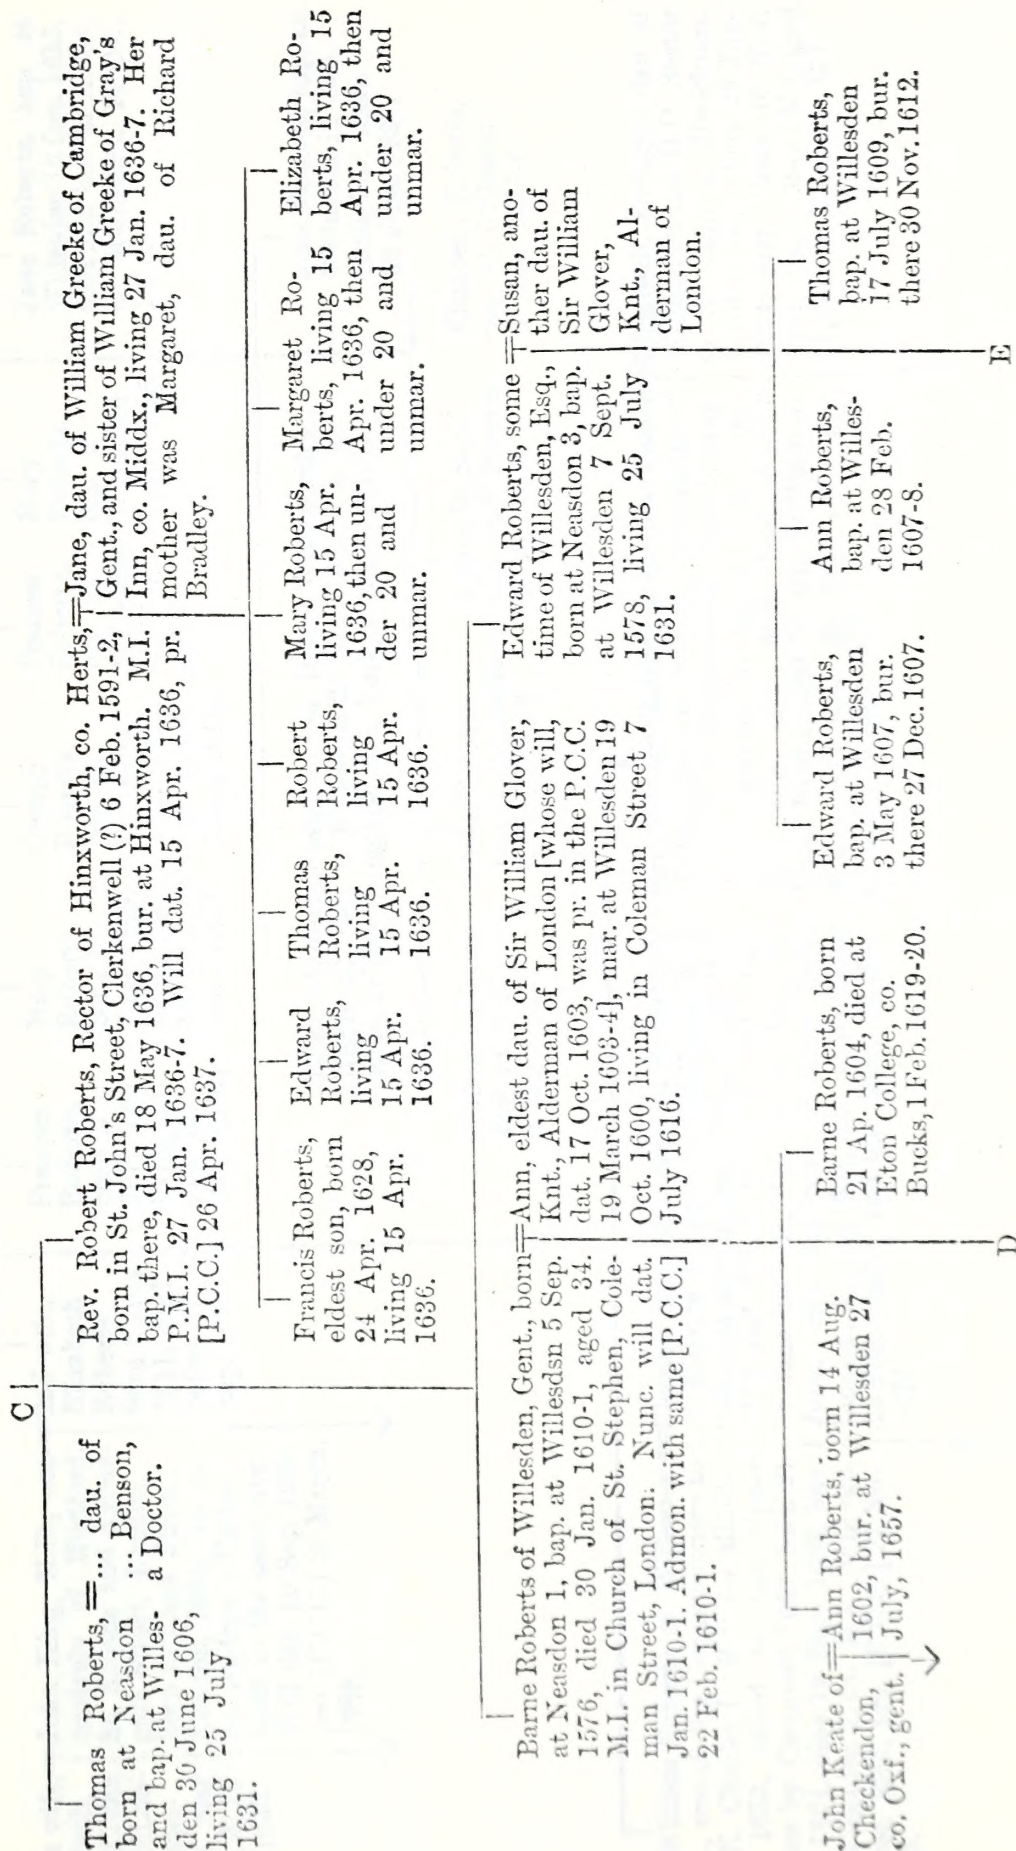 C
Thomas Roberts,=... dau. of
born at Neasdon ... Benson,
and bap. at Willes- a Doctor.
den 30 June 1606,
living 25 July
1631.
Rev. Robert Roberts, Rector of Hinxworth, co. Herts,=Jane, dau. of William Greeke of Cambridge,
born in St. John's Street, Clerkenwell (?) 6 Feb. 1591-2, Gent., and sister of William Greeke of Gray's
bap. there, died 18 May 1636, bur. at Hinxworth. M.I. Inn, co. Middx., living 27 Jan. 1636-7. Her
P.M.I. 27 Jan. 1636-7. Will dat. 15 Apr. 1636, pr. mother was Margaret, dau. of Richard
[P.C.C.] 26 Apr. 1637. Bradley.
Francis Roberts,
eldest son, born
24 Apr. 1628,
living 15 Apr.
1636.
Edward
Roberts,
living
15 Apr.
1636.
Thomas
Roberts,
living
15 Apr.
1636.
Robert
Roberts,
living
15 Apr.
1636.
Mary Roberts,
living 15 Apr.
1636, then un-
der 20 and
unmar.
Margaret Ro-
berts, living 15
Apr. 1636, then
under 20 and
unmar.
Elizabeth Ro-
berts, living 15
Apr. 1636, then
under 20 and
unmar.
Barne Roberts of Willesden, Gent., born=Ann, eldest dau. of Sir William Glover,
at Neasdon 1, bap. at Willesdsn 5 Sep. Knt., Alderman of London [whose will,
1576, died 30 Jan. 1610-1, aged 34. dat. 17 Oct. 1603, was pr. in the P.C.C.
M.I. in Church of St. Stephen, Cole- 19 March 1603-4], mar. at Willesden 19
man Street, London. Nunc. will dat. Oct. 1600, living in Coleman Street 7
Jan. 1610-1. Admon. with same [P.C.C.] July 1616.
22 Feb. 1610-1.
Edward Roberts, some =Susan, ano-
time of Willesden, Esq., ther dau. of
born at Neasdon 3, bap. Sir William
at Willesden 7 Sept. Glover,
1578, living 25 July Knt., Al-
1631. derman of
London.
John Keate of=Ann Roberts, born 14 Aug.
Checkendon, 1602, bur. at Willesden 27
co. Oxf., gent. July, 1657.
Barne Roberts, born
21 Ap. 1604, died at
Eton College, co.
Bucks, 1 Feb. 1619-20.
Edward Roberts,
bap. at Willesden
3 May 1607, bur.
there 27 Dec. 1607.
Ann Roberts,
bap. at Willes-
den 28 Feb.
1607-8.
Thomas Roberts,
bap. at Willesden
17 July 1609, bur.
there 30 Nov. 1612.
D
E